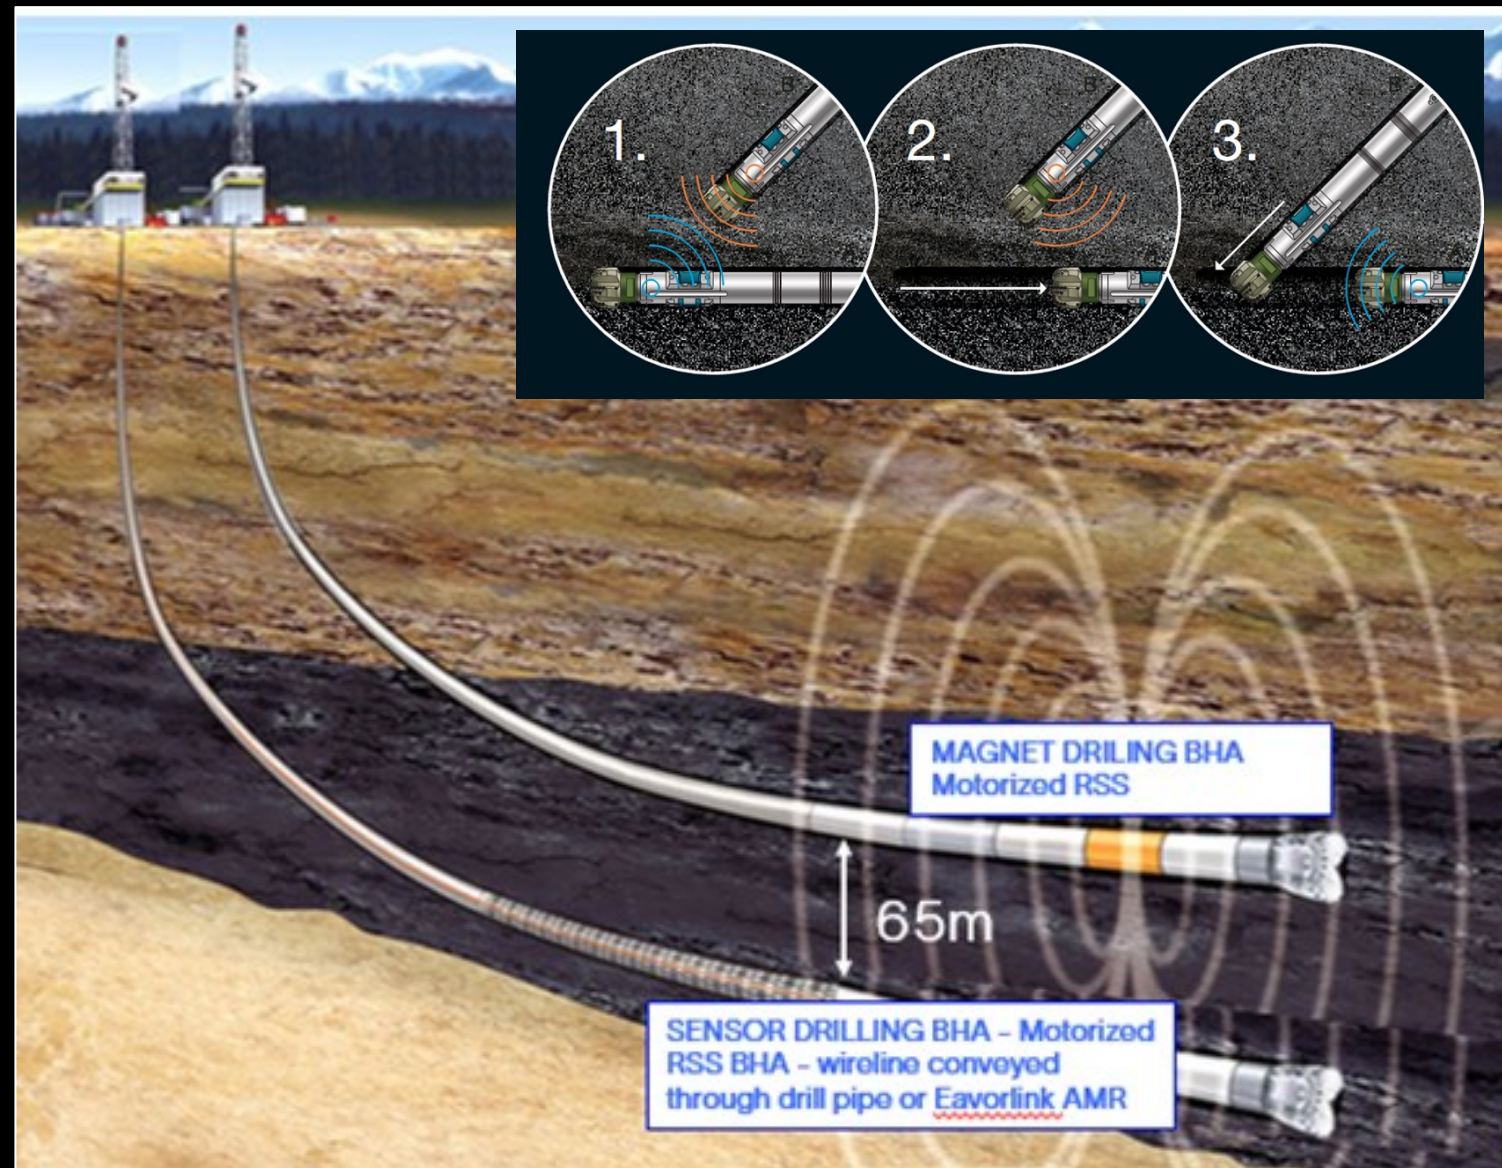 1.
2.
3.
MAGNET DRILING BHA
Motorized RSS
65m
SENSOR DRILLING BHA – Motorized
RSS BHA – wireline conveyed
through drill pipe or Eavorlink AMR